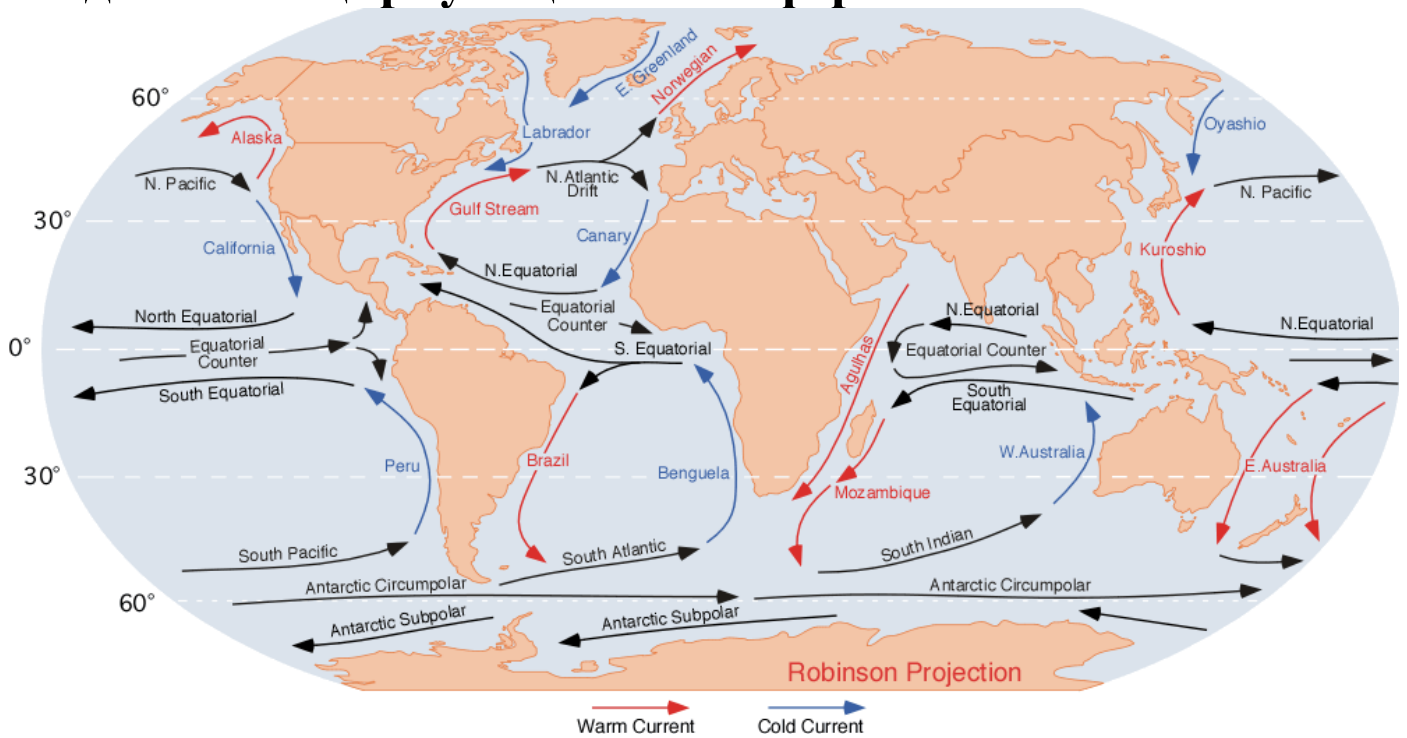 E. Greenland
Norwegian
60°
Alaska
Labrador
Oyashio
N. Pacific
N.Atlantic
Drift
N. Pacific
30°
Gulf Stream
California
Canary
Kuroshio
N.Equatorial
North Equatorial
Equatorial
Counter
N.Equatorial
N.Equatorial
0°
Equatorial
Counter
S. Equatorial
Equatorial Counter
Agulhas
South Equatorial
South
Equatorial
Peru
Brazil
Benguela
W.Australia
E.Australia
30°
Mozambique
South Pacific
South Atlantic
South Indian
Antarctic Circumpolar
Antarctic Circumpolar
60°
Antarctic Subpolar
Antarctic Subpolar
Robinson Projection
Warm Current
Cold Current